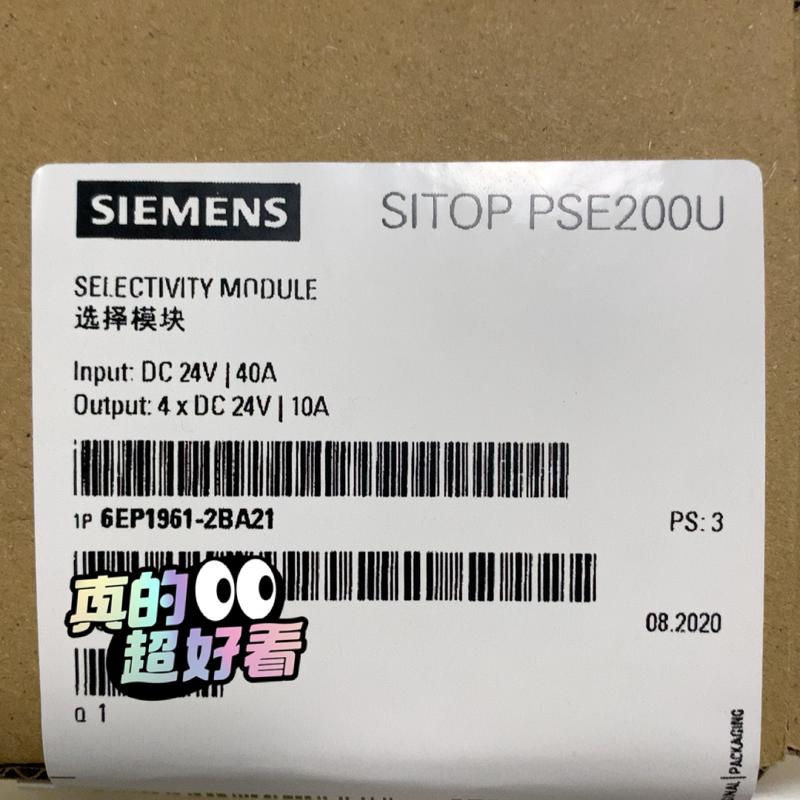 SIEMENS
SITOP PSE200U
SELECTIVITY MODULE
选择模块
Input: DC 24V | 40A
Output: 4 x DC 24V | 10A
1P 6EP1961-2BA21
PS: 3
真的
超好看
08.2020
Q 1
PACKAGING